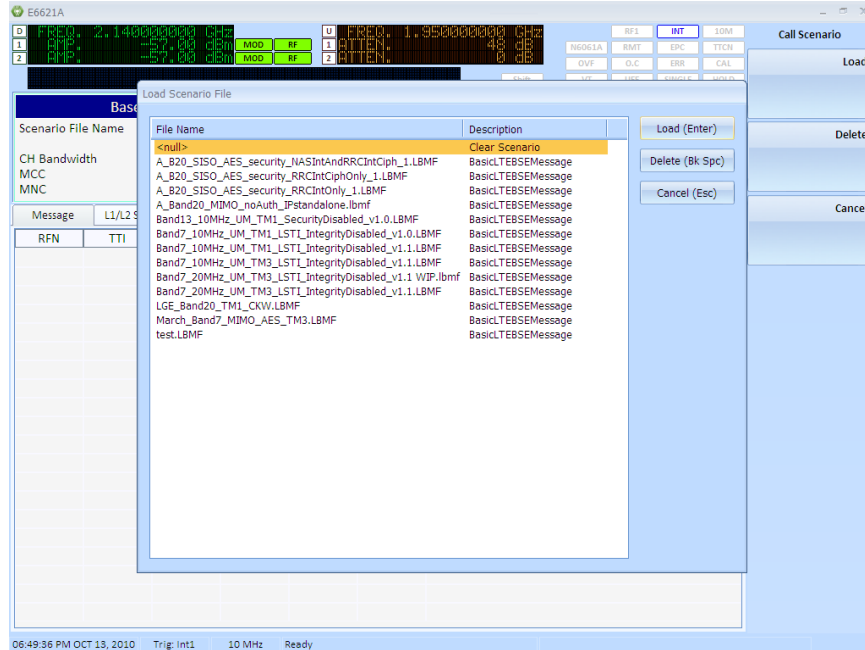 E6621A
D FREQ. 2.140000000 GHz U FREQ. 1.950000000 GHz RF1 INT 10M Call Scenario
1 AMP. -57.00 dBm MOD RF 1 ATTEN. 48 dB N6061A RMT EPC TTCN
2 AMP. -57.00 dBm MOD RF 2 ATTEN. 0 dB OVF O.C ERR CAL Load
Load Scenario File
Base
Scenario File Name
CH Bandwidth
MCC
MNC
Message L1/L2 S
RFN TTI
File Name Description
<null> Clear Scenario
A_B20_SISO_AES_security_NASIntAndRRCIntCiph_1.LBMF BasicLTEBSEMessage
A_B20_SISO_AES_security_RRCIntCiphOnly_1.LBMF BasicLTEBSEMessage
A_B20_SISO_AES_security_RRCIntOnly_1.LBMF BasicLTEBSEMessage
A_Band20_MIMO_noAuth_IPstandalone.lbmf BasicLTEBSEMessage
Band13_10MHz_UM_TM1_SecurityDisabled_v1.0.LBMF BasicLTEBSEMessage
Band7_10MHz_UM_TM1_LSTI_IntegrityDisabled_v1.0.LBMF BasicLTEBSEMessage
Band7_10MHz_UM_TM1_LSTI_IntegrityDisabled_v1.1.LBMF BasicLTEBSEMessage
Band7_10MHz_UM_TM3_LSTI_IntegrityDisabled_v1.1.LBMF BasicLTEBSEMessage
Band7_20MHz_UM_TM3_LSTI_IntegrityDisabled_v1.1 WIP.lbmf BasicLTEBSEMessage
Band7_20MHz_UM_TM3_LSTI_IntegrityDisabled_v1.1.LBMF BasicLTEBSEMessage
LGE_Band20_TM1_CKW.LBMF BasicLTEBSEMessage
March_Band7_MIMO_AES_TM3.LBMF BasicLTEBSEMessage
test.LBMF BasicLTEBSEMessage
Load (Enter)
Delete (Bk Spc)
Cancel (Esc)
Delete
Cance
06:49:36 PM OCT 13, 2010 Trig: Int1 10 MHz Ready